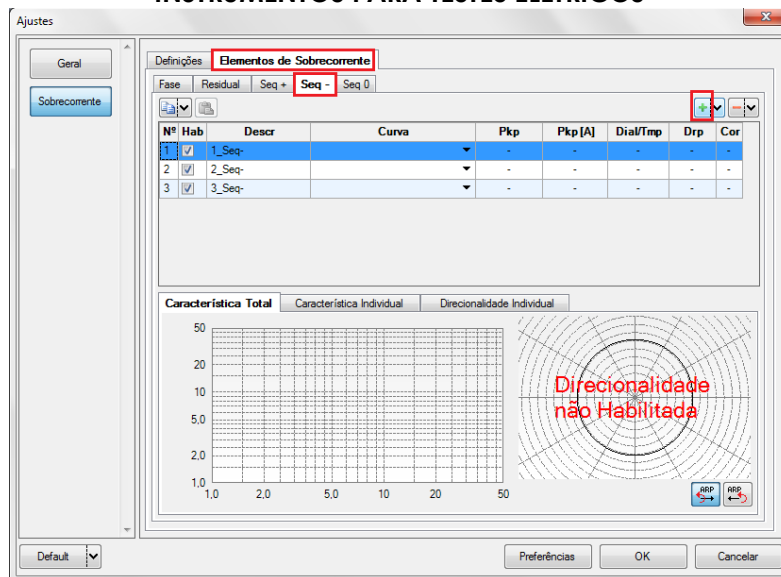 INSTRUMENTOS PARA TESTES ELÉTRICOS
Ajustes
Geral
Sobrecorrente
Definições Elementos de Sobrecorrente
Fase Residual Seq + Seq - Seq 0
Nº Hab Descr Curva Pkp Pkp [A] Dial/Tmp Drp Cor
1 1_Seq- - - - - -
2 2_Seq- - - - - -
3 3_Seq- - - - - -
Característica Total Característica Individual Direcionalidade Individual
50
20
10
5,0
2,0
1,0
1,0 2,0 5,0 10 20 50
Direcionalidade
não Habilitada
ARP ARP
Default Preferências OK Cancelar